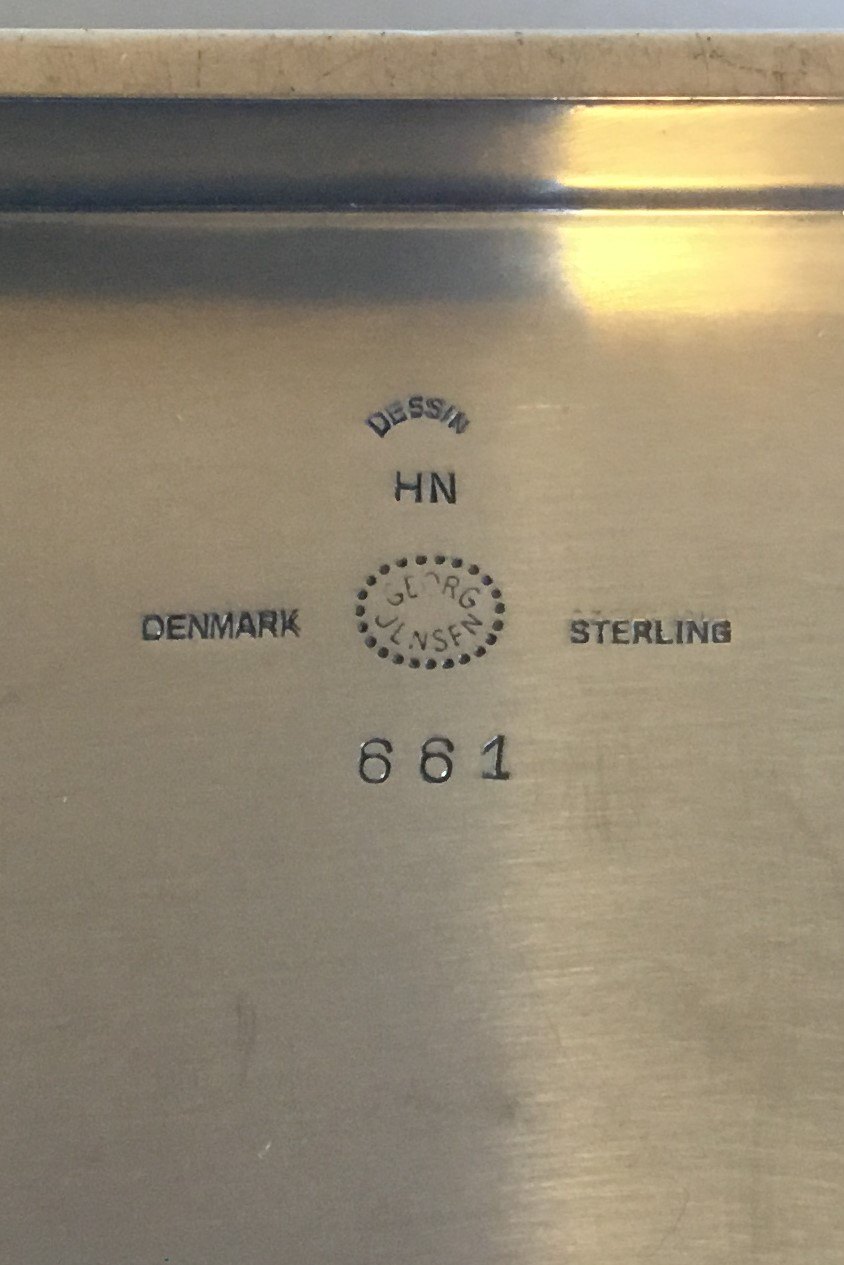 DESSIN
HN
GEORG
JENSEN
DENMARK
STERLING
661